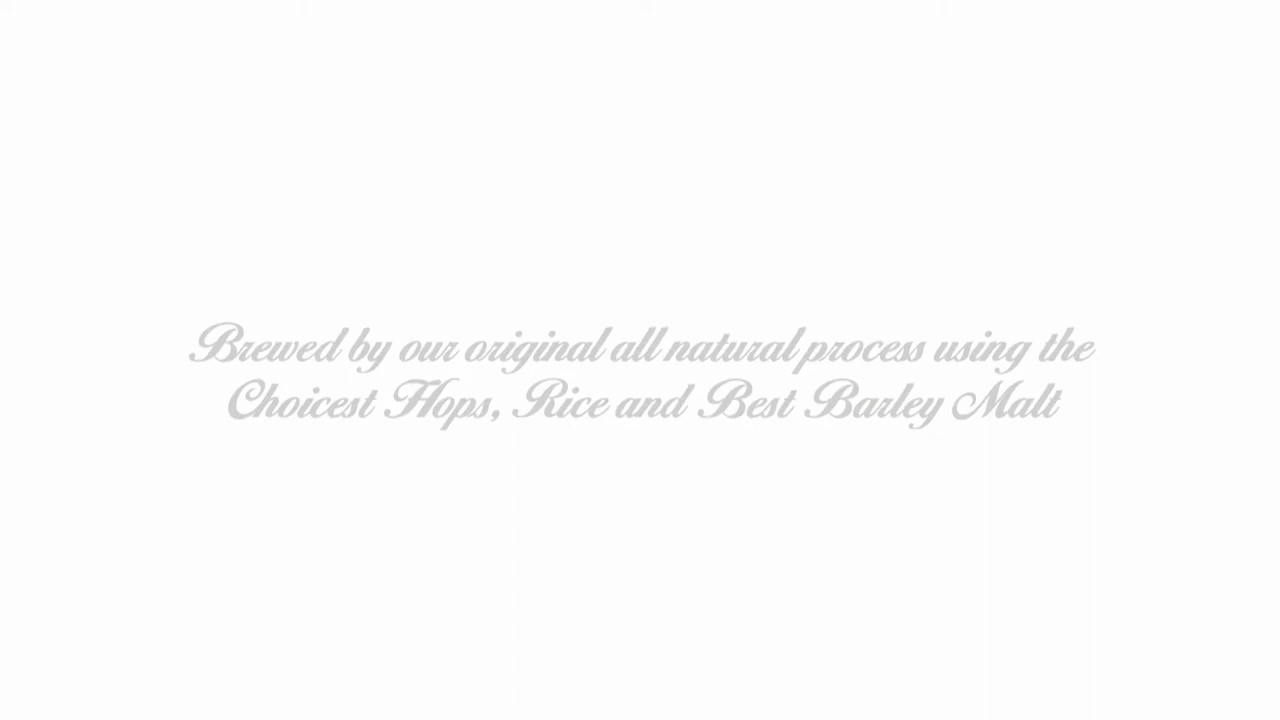 Brewed by our original all natural process using the
Choicest Hops, Rice and Best Barley Malt